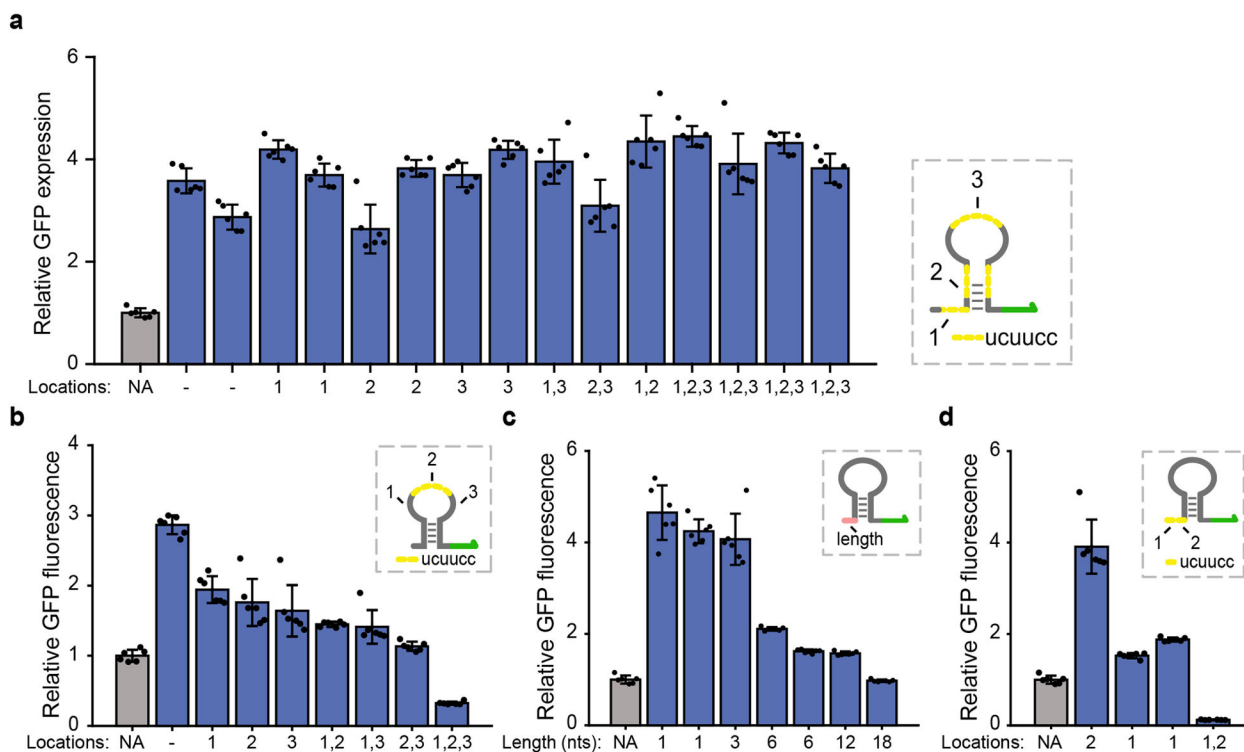 a
6
4
2
0
Relative GFP expression
Locations: NA - - 1 1 2 2 3 3 1,3 2,3 1,2 1,2,3 1,2,3 1,2,3 1,2,3
3
2
1
ucuucc
b
4
3
2
1
0
Relative GFP fluorescence
Locations: NA - 1 2 3 1,2 1,3 2,3 1,2,3
2
1 3
ucuucc
c
6
4
2
0
Relative GFP fluorescence
Length (nts): NA 1 1 3 6 6 12 18
length
d
6
4
2
0
Relative GFP fluorescence
Locations: NA 2 1 1 1,2
1 2
ucuucc